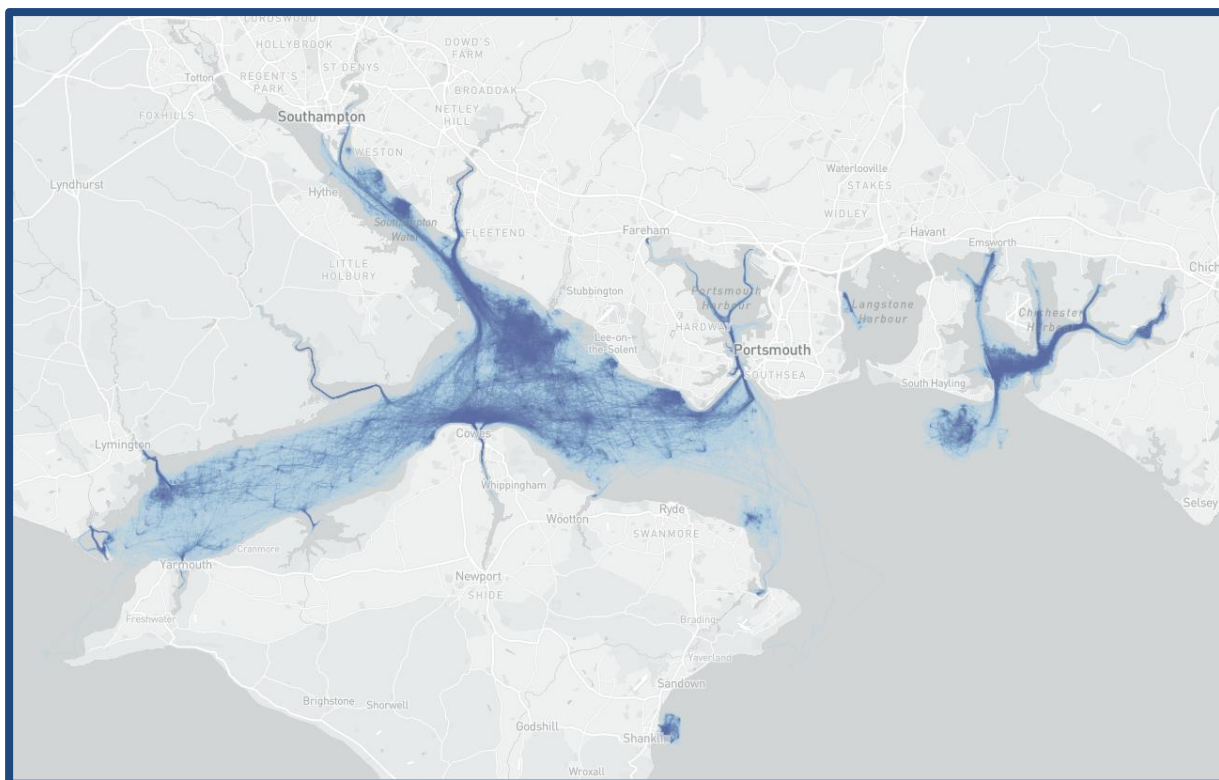 LORDSWOOD
HOLLYBROOK
DOWD'S
FARM
Totton
REGENT'S
PARK
ST DENYS
BROADDAK
FOXHILLS
NETLEY
HILL
Southampton
WESTON
Lyndhurst
Hythe
Waterlooville
STAKES
WIDLEY
Southampton
Water
FLEETEND
Fareham
Havant
Emsworth
LITTLE
HOLBURY
Chich
Stubbington
Portsmouth
Harbour
Langstone
Harbour
Chichester
Harbour
HARDWAY
Lee-on-
the-Solent
Portsmouth
SOUTHSEA
South Hayling
Lymington
Cowes
Whippingham
Selsey
Wootton
Ryde
SWANMORE
Cranmore
Yarmouth
Newport
SHIDE
Freshwater
Brading
Yaverland
Sandown
Brighstone
Shorwell
Godshill
Shanklin
Wroxall